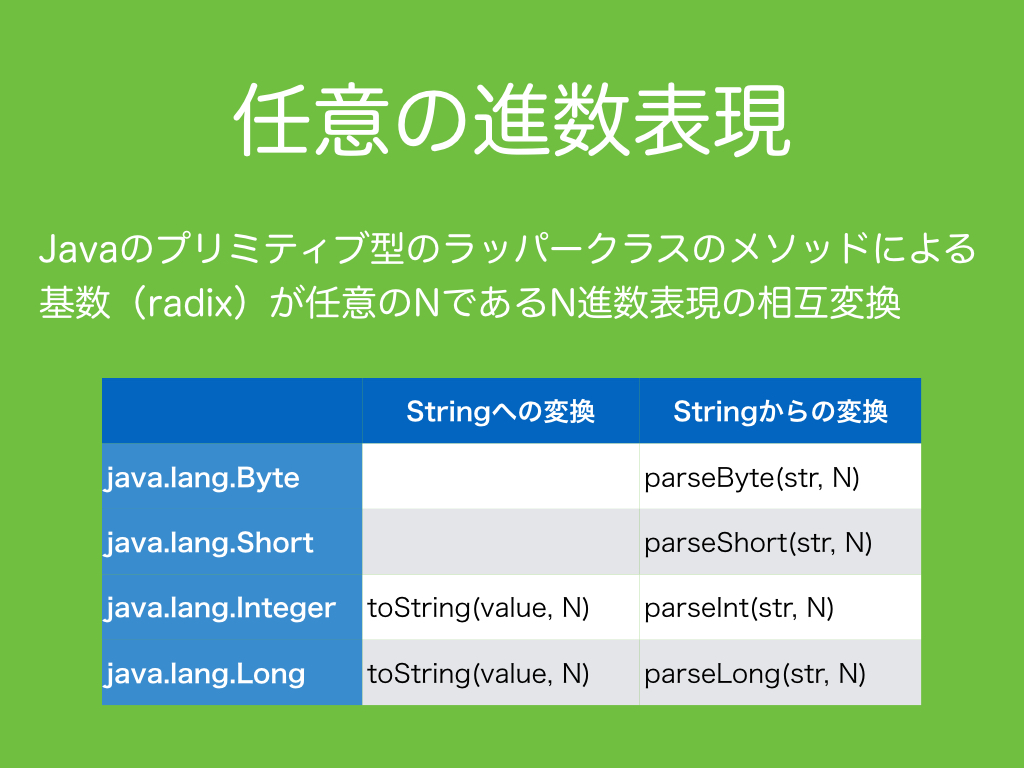 任意の進数表現
Javaのプリミティブ型のラッパークラスのメソッドによる
基数（radix）が任意のNであるN進数表現の相互変換
Stringへの変換 Stringからの変換
java.lang.Byte parseByte(str, N)
java.lang.Short parseShort(str, N)
java.lang.Integer toString(value, N) parseInt(str, N)
java.lang.Long toString(value, N) parseLong(str, N)